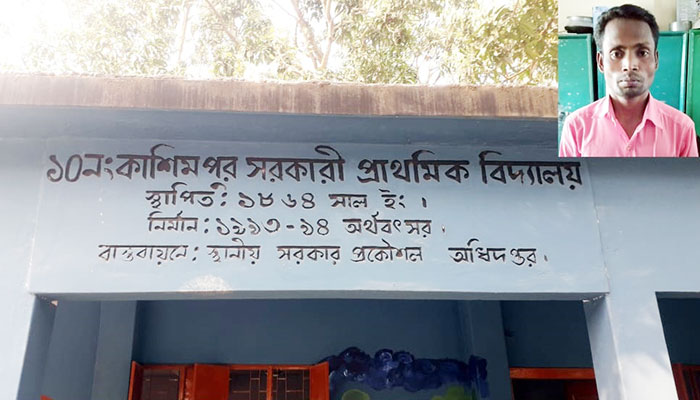 ১০নং কাশিমপুর সরকারী প্রাথমিক বিদ্যালয়
স্থাপিত: ১৮৬৪ সাল ইং।
নির্মান: ১৯৯৩-৯৪ অর্থবৎসর.
বাস্তবায়নে: স্থানীয় সরকার প্রকৌশল অধিদপ্তর.